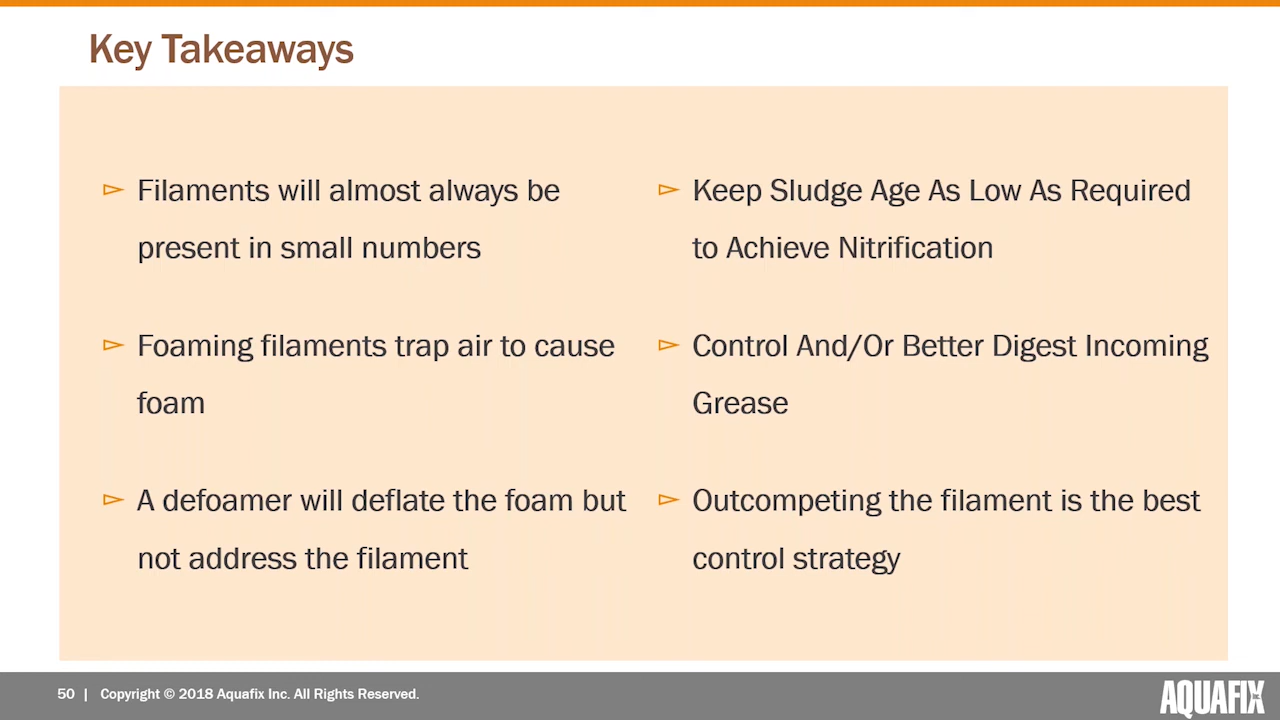 Key Takeaways
► Filaments will almost always be
present in small numbers
► Foaming filaments trap air to cause
foam
► A defoamer will deflate the foam but
not address the filament
► Keep Sludge Age As Low As Required
to Achieve Nitrification
► Control And/Or Better Digest Incoming
Grease
► Outcompeting the filament is the best
control strategy
50 | Copyright © 2018 Aquafix Inc. All Rights Reserved.
AQUAFIX INC.